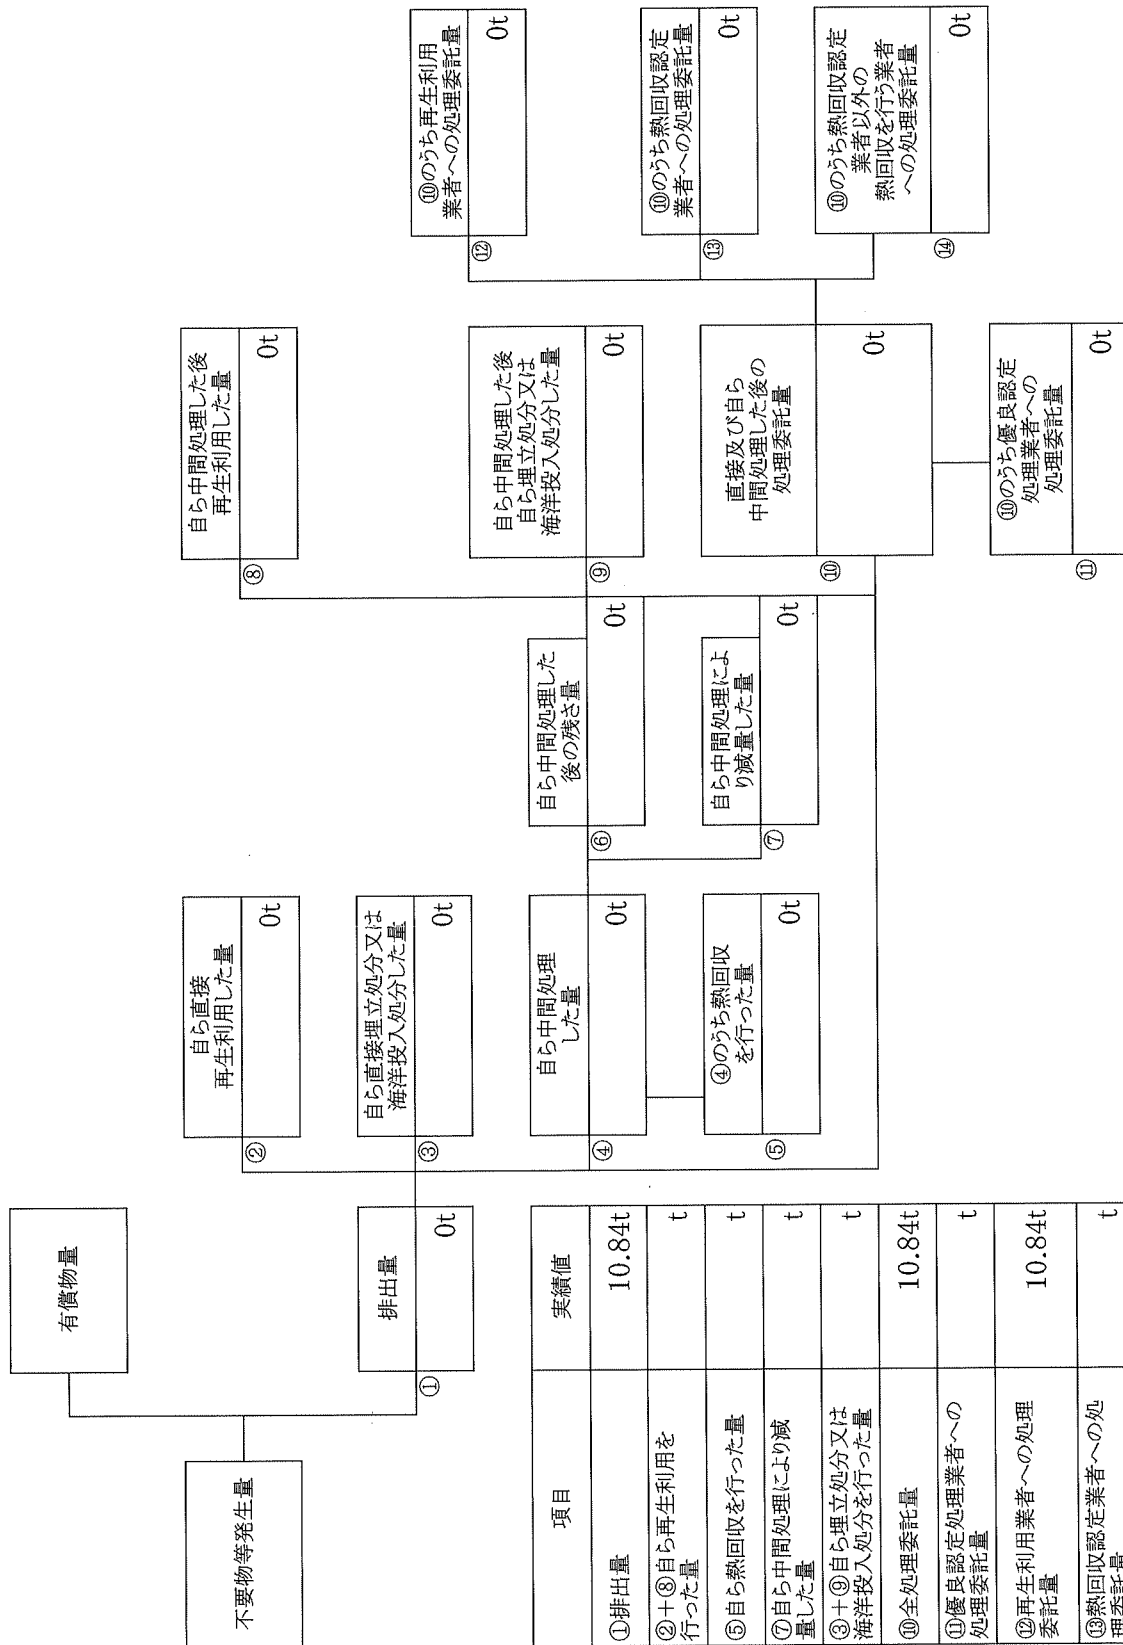 不要物等発生量
有償物量
排出量
①
0t
自ら直接
再生利用した量
②
0t
自ら直接埋立処分又は
海洋投入処分した量
③
0t
自ら中間処理
した量
④
0t
④のうち熱回収
を行った量
⑤
0t
自ら中間処理した
後の残さ量
⑥
0t
自ら中間処理によ
り減量した量
⑦
0t
自ら中間処理した後
再生利用した量
⑧
0t
自ら中間処理した後
自ら埋立処分又は
海洋投入処分した量
⑨
0t
直接及び自ら
中間処理した後の
処理委託量
⑩
0t
⑩のうち優良認定
処理業者への
処理委託量
⑪
0t
⑩のうち再生利用
業者への処理委託量
⑫
0t
⑩のうち熱回収認定
業者への処理委託量
⑬
0t
⑩のうち熱回収認定
業者以外の
熱回収を行う業者
への処理委託量
⑭
0t
項目 実績値
①排出量 10.84t
②+⑧自ら再生利用を
行った量 t
⑤自ら熱回収を行った量 t
⑦自ら中間処理により減
量した量 t
③+⑨自ら埋立処分又は
海洋投入処分を行った量 t
⑩全処理委託量 10.84t
⑪優良認定処理業者への
処理委託量 t
⑫再生利用業者への処理
委託量 10.84t
⑬熱回収認定業者への処
理委託量 t